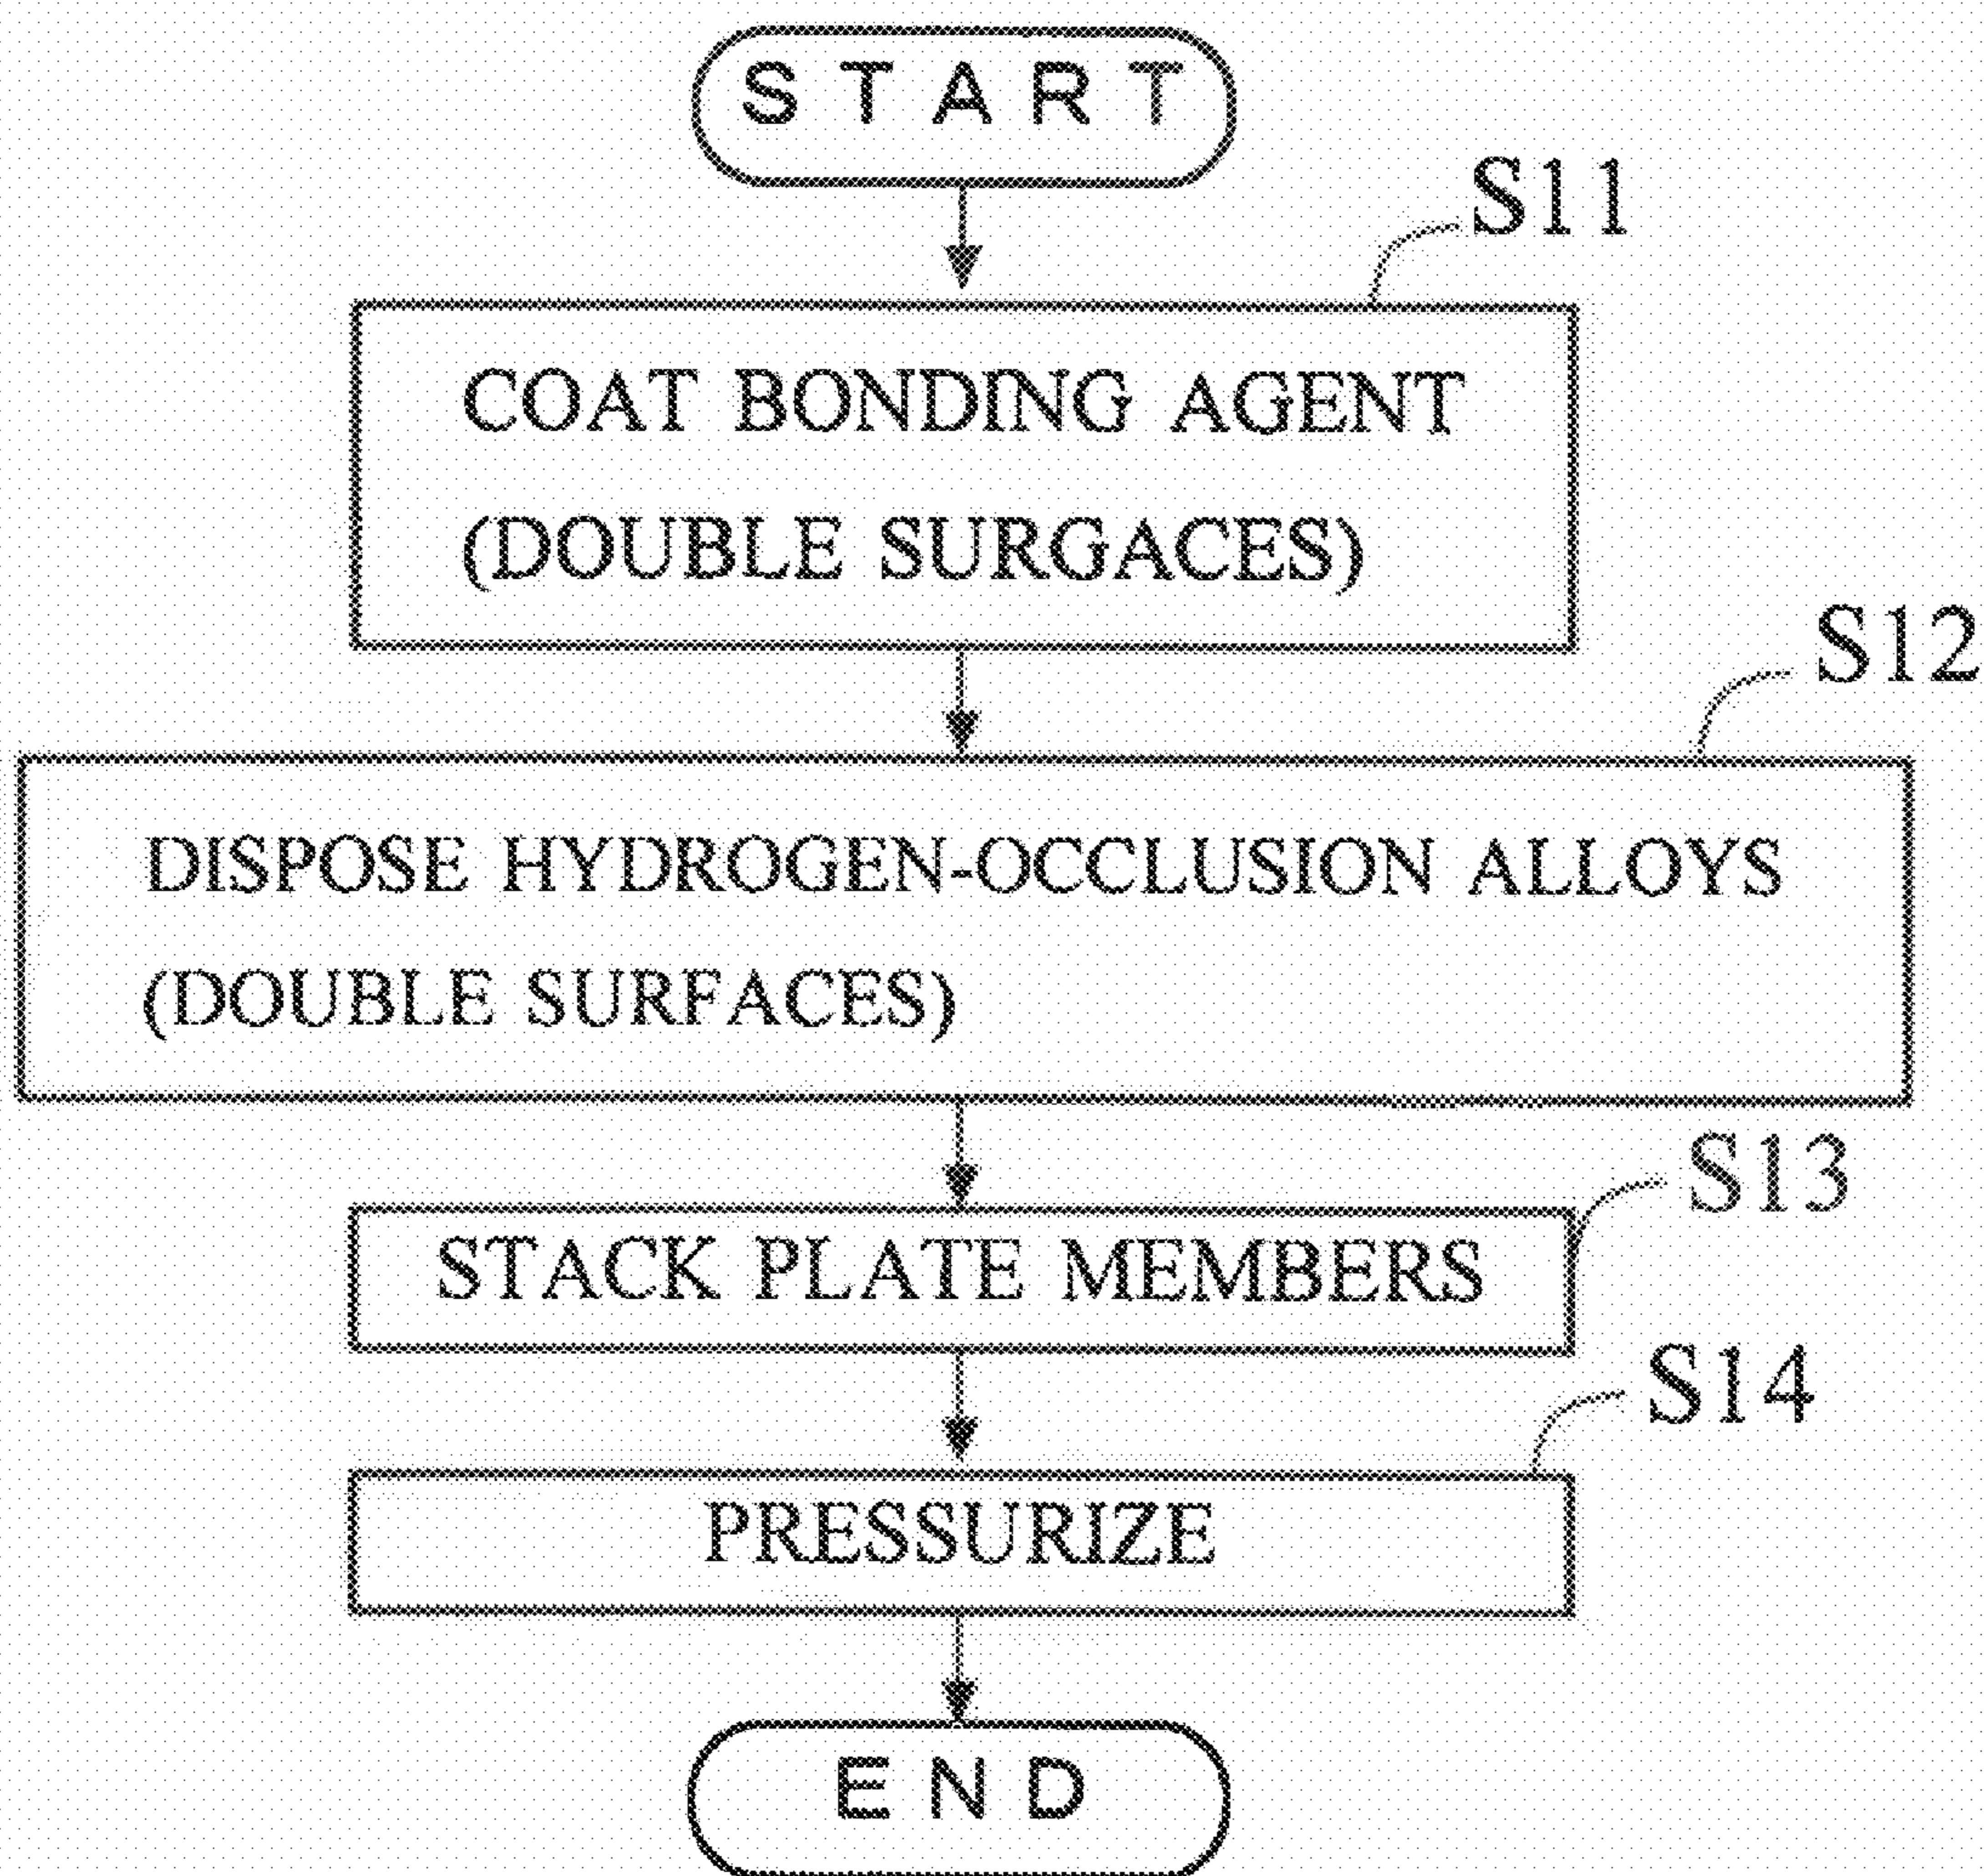 START
S11
COAT BONDING AGENT
(DOUBLE SURGACES)
S12
DISPOSE HYDROGEN-OCCLUSION ALLOYS
(DOUBLE SURFACES)
S13
STACK PLATE MEMBERS
S14
PRESSURIZE
END